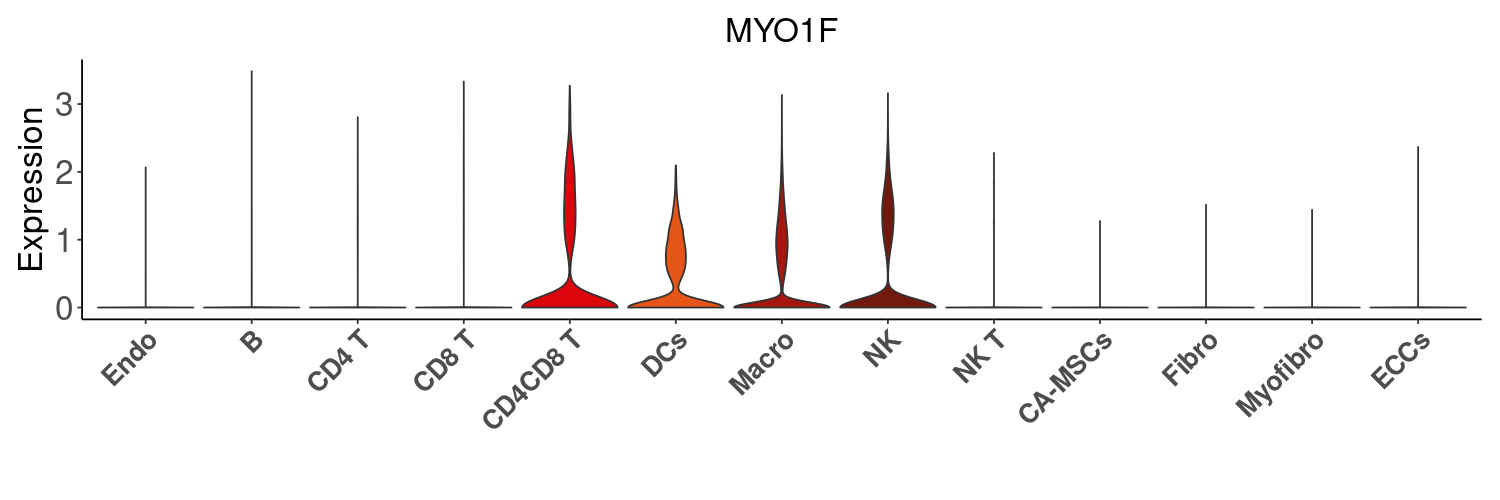 MYO1F
Expression
3
2
1
0
Endo
B
CD4 T
CD8 T
CD4CD8 T
DCs
Macro
NK
NK T
CA-MSCs
Fibro
Myofibro
ECCs